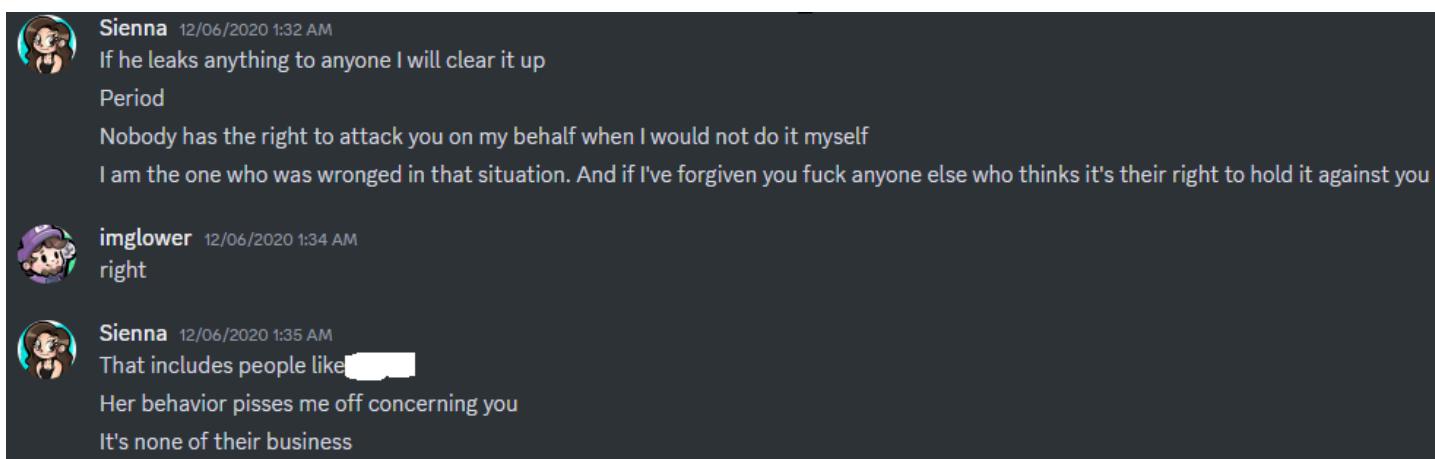 Sienna 12/06/2020 1:32 AM
If he leaks anything to anyone I will clear it up
Period
Nobody has the right to attack you on my behalf when I would not do it myself
I am the one who was wronged in that situation. And if I've forgiven you fuck anyone else who thinks it's their right to hold it against you
imglower 12/06/2020 1:34 AM
right
Sienna 12/06/2020 1:35 AM
That includes people like
Her behavior pisses me off concerning you
It's none of their business